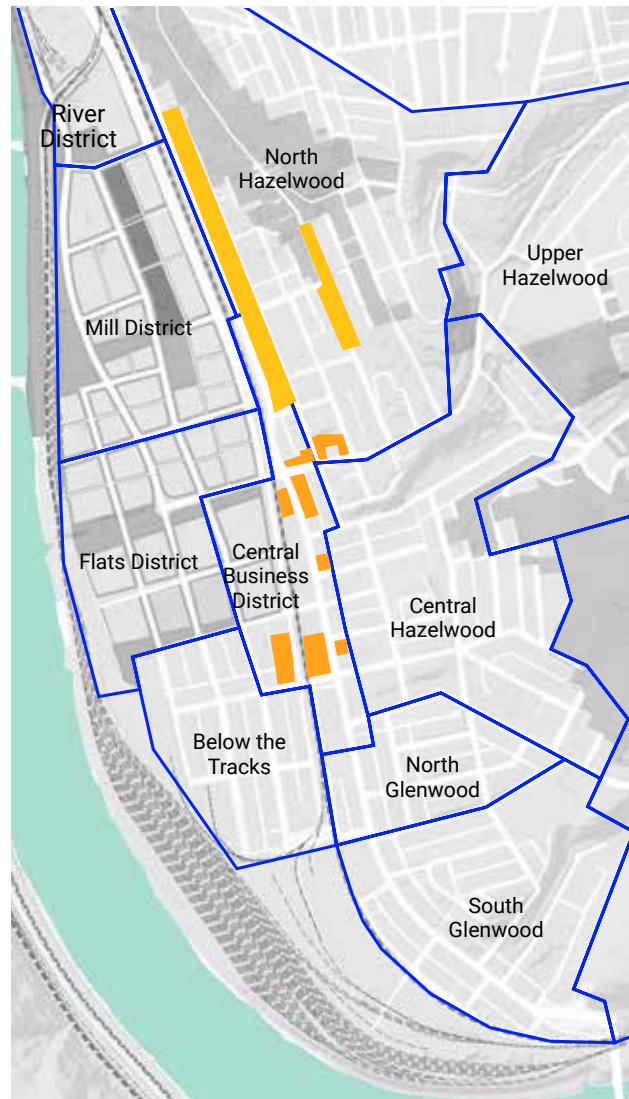 River
District
North
Hazelwood
Upper
Hazelwood
Mill District
Flats District
Central
Business
District
Central
Hazelwood
Below the
Tracks
North
Glenwood
South
Glenwood